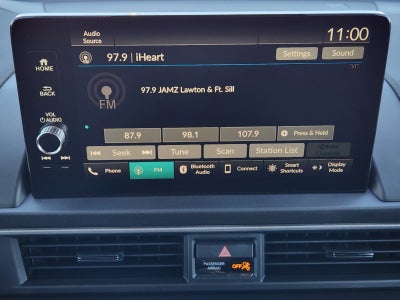 Audio
Source
11:00
HOME
97.9 | iHeart
Settings
Sound
BACK
FM
97.9 JAMZ Lawton & Ft. Sill
VOL
AUDIO
87.9
98.1
107.9
Press & Hold
Seek
Tune
Scan
Station List
Phone
FM
Bluetooth
Audio
Connect
Smart
Shortcuts
Display
Mode
PASSENGER
AIRBAG
OFF